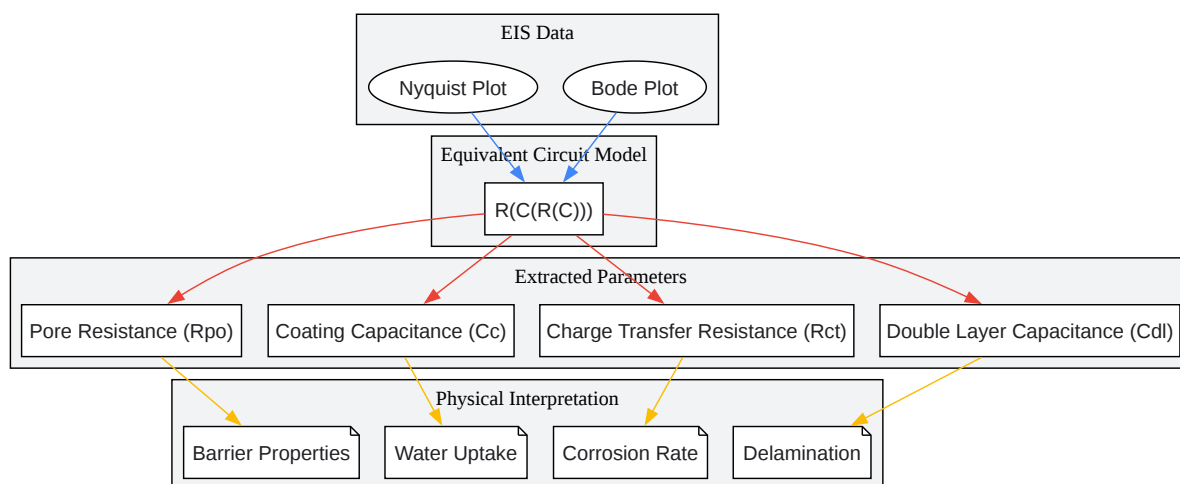 EIS Data
Nyquist Plot
Bode Plot
Equivalent Circuit Model
R(C(R(C)))
Extracted Parameters
Pore Resistance (Rpo)
Coating Capacitance (Cc)
Charge Transfer Resistance (Rct)
Double Layer Capacitance (Cdl)
Physical Interpretation
Barrier Properties
Water Uptake
Corrosion Rate
Delamination